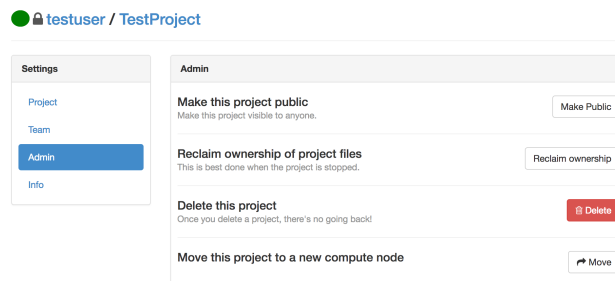 testuser / TestProject
Settings
Project
Team
Admin
Info
Admin
Make this project public
Make this project visible to anyone.
Make Public
Reclaim ownership of project files
This is best done when the project is stopped.
Reclaim ownership
Delete this project
Once you delete a project, there's no going back!
Delete
Move this project to a new compute node
Move